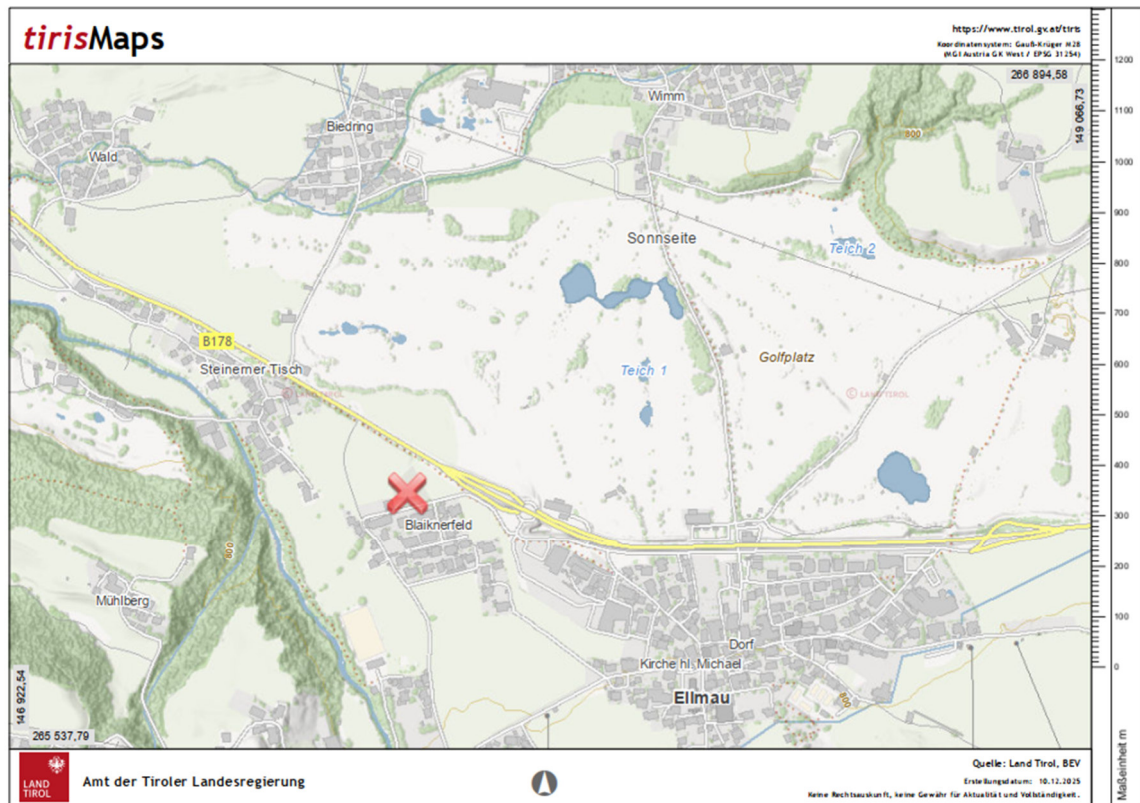 tirisMaps
https://www.tirol.gv.at/tiris
Koordinatensystem: Gauß-Krüger M28
(MGI Austria GK West / EPSG 31254)
266 894,58
149 066,73
Wimm
Biedring
Wald
800
Sonnseite
Teich 2
B178
Steinerner Tisch
Teich 1
Golfplatz
© LAND TIROL
© LAND TIROL
Blaiknerfeld
800
Mühlberg
Dorf
Kirche hl. Michael
Ellmau
800
146 922,54
265 537,79
1200
1100
1000
900
800
700
600
500
400
300
200
100
0
Maßeinheit m
LAND
TIROL
Amt der Tiroler Landesregierung
Quelle: Land Tirol, BEV
Erstellungsdatum: 10.12.2025
Keine Rechtsauskunft, keine Gewähr für Aktualität und Vollständigkeit.